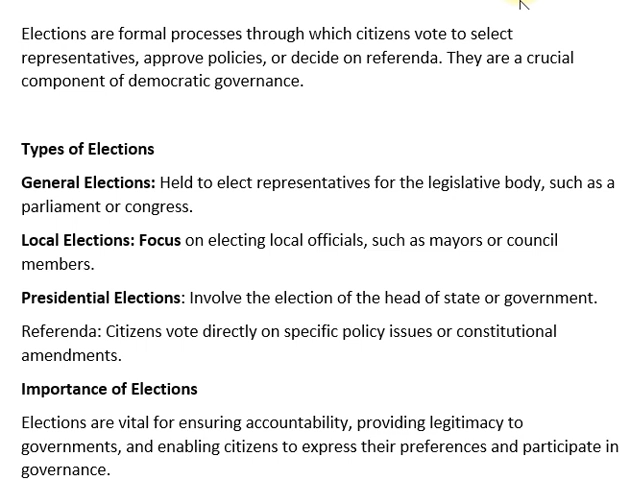 Elections are formal processes through which citizens vote to select
representatives, approve policies, or decide on referenda. They are a crucial
component of democratic governance.
Types of Elections
General Elections: Held to elect representatives for the legislative body, such as a
parliament or congress.
Local Elections: Focus on electing local officials, such as mayors or council
members.
Presidential Elections: Involve the election of the head of state or government.
Referenda: Citizens vote directly on specific policy issues or constitutional
amendments.
Importance of Elections
Elections are vital for ensuring accountability, providing legitimacy to
governments, and enabling citizens to express their preferences and participate in
governance.